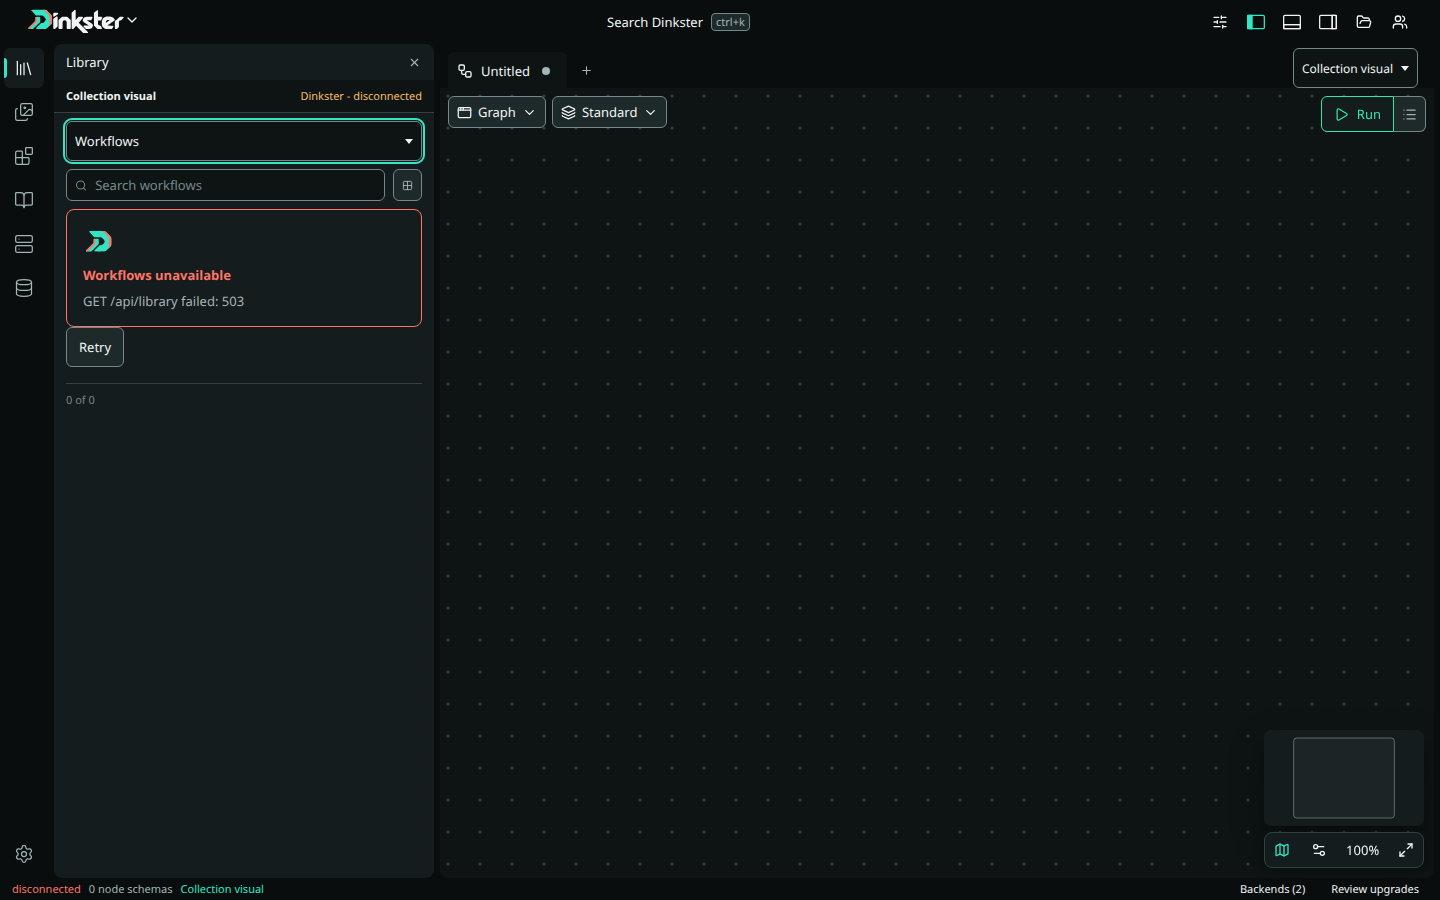 Dinkster
Search Dinkster ctrl+k
Library
Collection visual Dinkster - disconnected
Workflows
Search workflows
Workflows unavailable
GET /api/library failed: 503
Retry
0 of 0
Untitled
Collection visual
Graph Standard
Run
100%
disconnected 0 node schemas Collection visual
Backends (2) Review upgrades